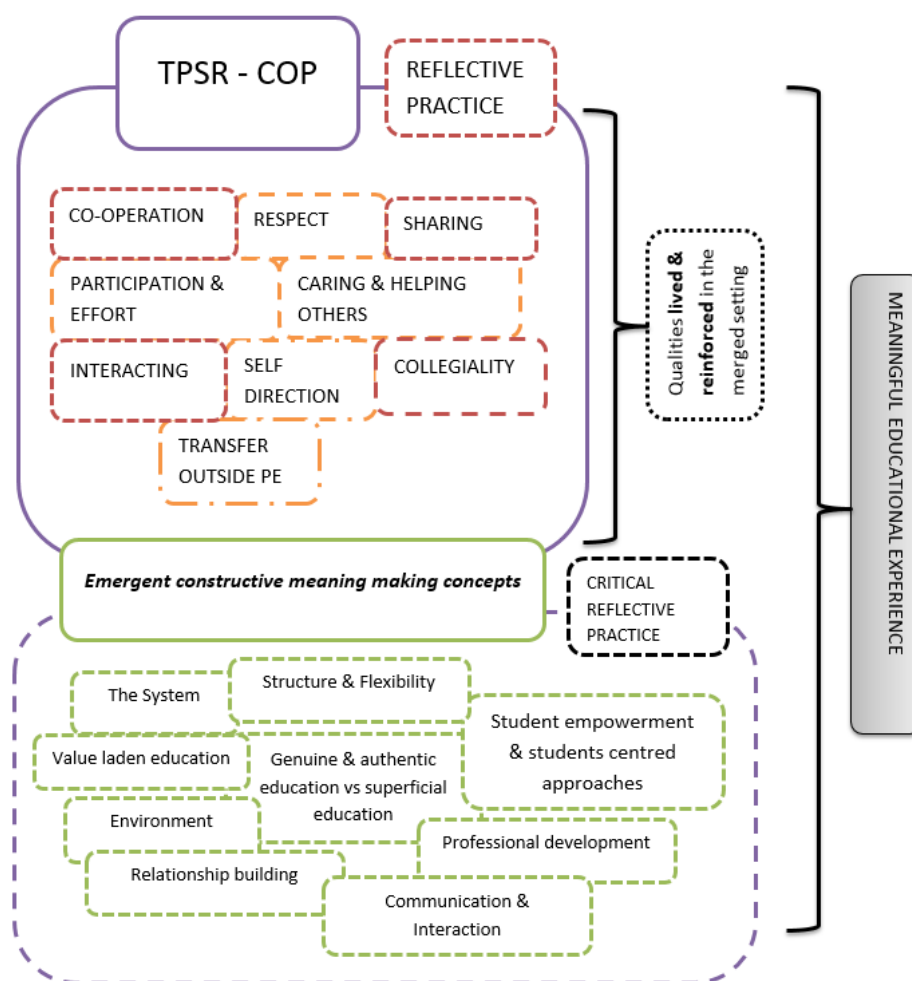 TPSR - COP
REFLECTIVE
PRACTICE
CO-OPERATION
RESPECT
SHARING
PARTICIPATION &
EFFORT
CARING & HELPING
OTHERS
INTERACTING
SELF
DIRECTION
COLLEGIALITY
TRANSFER
OUTSIDE PE
Qualities lived &
reinforced in the
merged setting
MEANINGFUL EDUCATIONAL EXPERIENCE
Emergent constructive meaning making concepts
CRITICAL
REFLECTIVE
PRACTICE
The System
Structure & Flexibility
Student empowerment
& students centred
approaches
Value laden education
Genuine & authentic
education vs superficial
education
Environment
Professional development
Relationship building
Communication &
Interaction